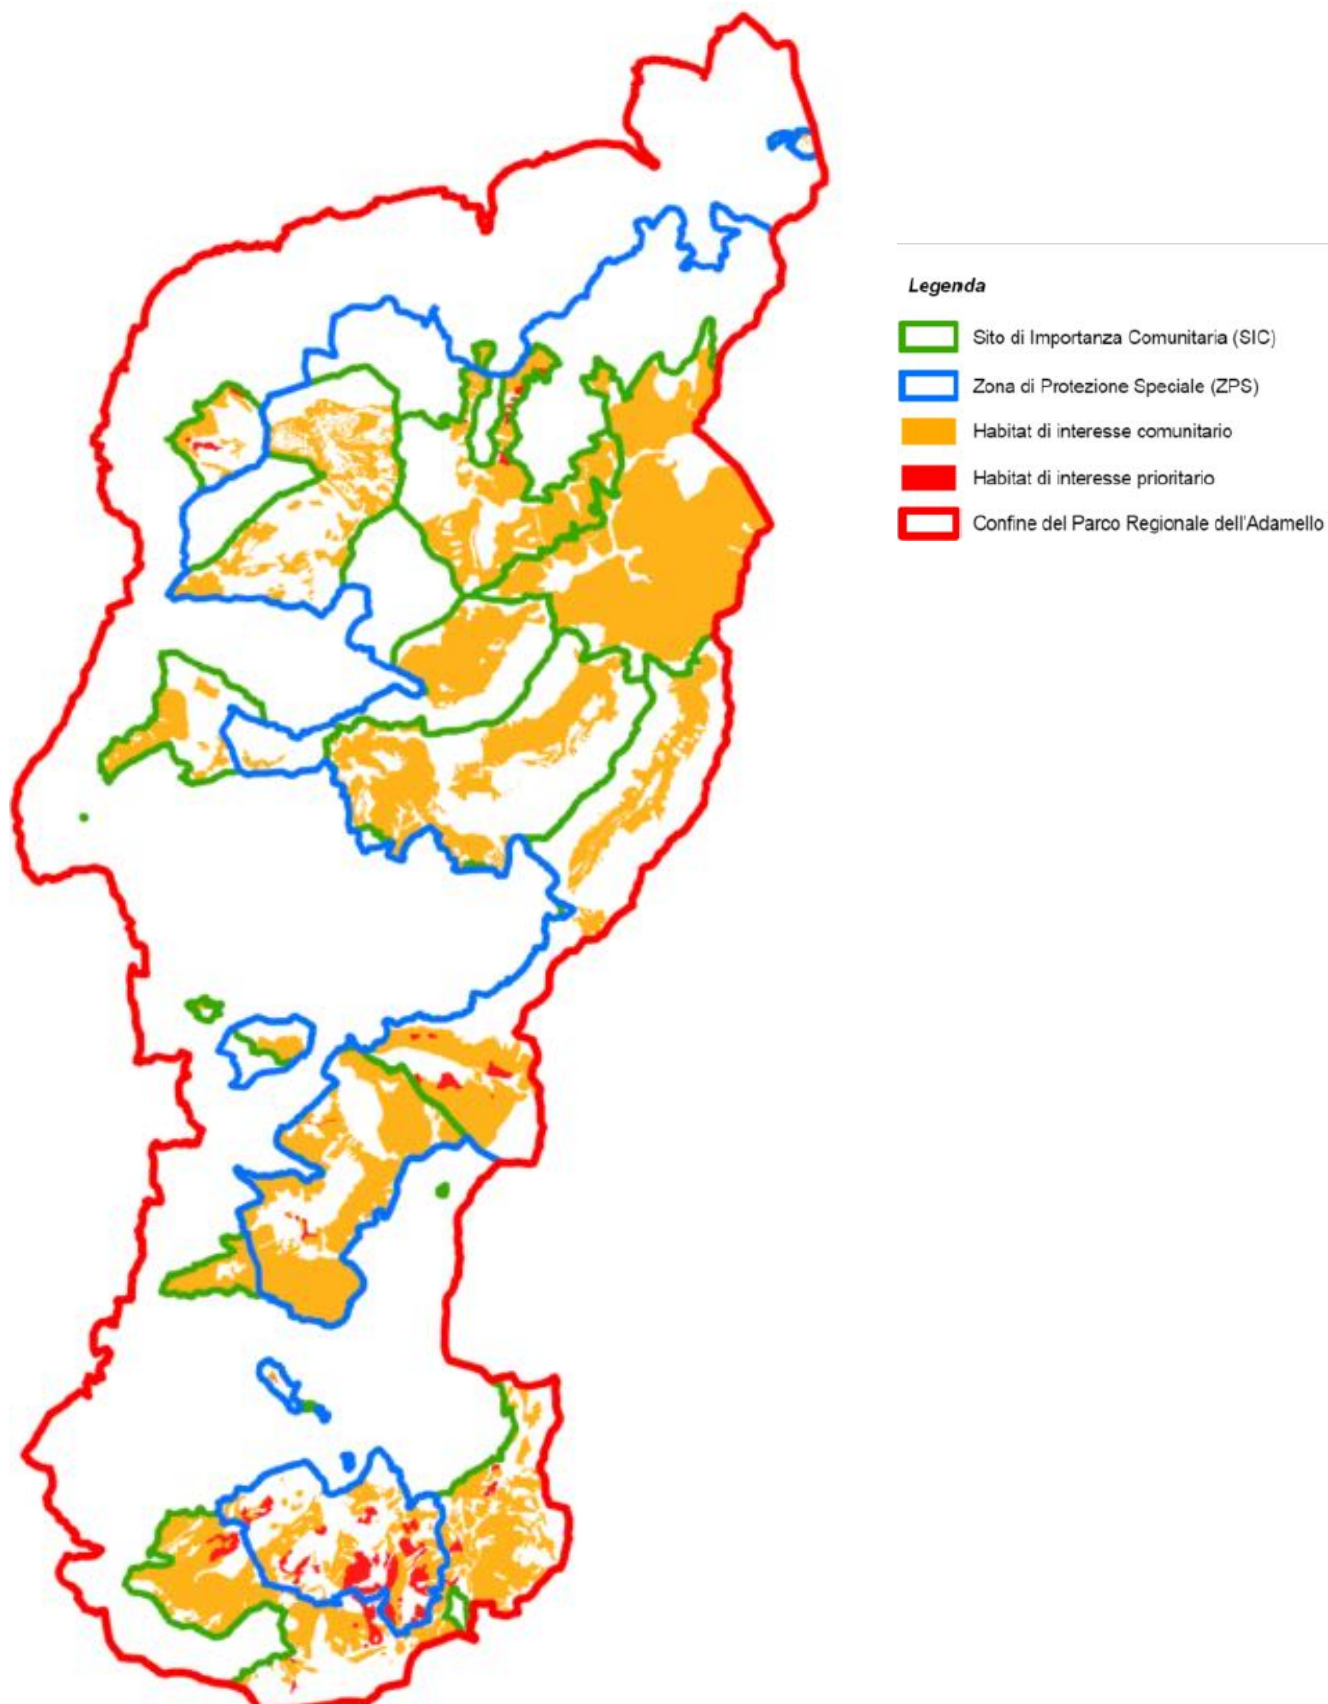 Legenda
Sito di Importanza Comunitaria (SIC)
Zona di Protezione Speciale (ZPS)
Habitat di interesse comunitario
Habitat di interesse prioritario
Confine del Parco Regionale dell'Adamello